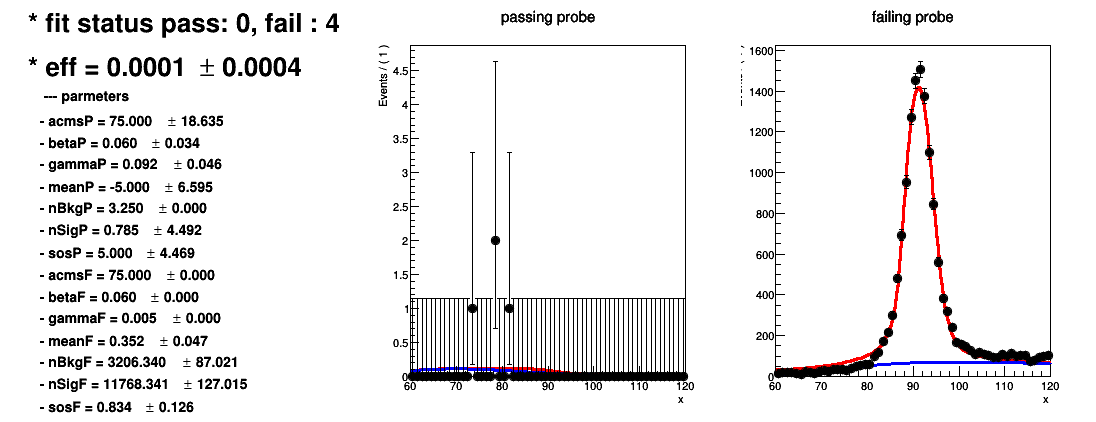 * fit status pass: 0, fail : 4
* eff = 0.0001 ± 0.0004
--- parmeters
- acmsP = 75.000 ± 18.635
- betaP = 0.060 ± 0.034
- gammaP = 0.092 ± 0.046
- meanP = -5.000 ± 6.595
- nBkgP = 3.250 ± 0.000
- nSigP = 0.785 ± 4.492
- sosP = 5.000 ± 4.469
- acmsF = 75.000 ± 0.000
- betaF = 0.060 ± 0.000
- gammaF = 0.005 ± 0.000
- meanF = 0.352 ± 0.047
- nBkgF = 3206.340 ± 87.021
- nSigF = 11768.341 ± 127.015
- sosF = 0.834 ± 0.126
passing probe
Events / ( 1 )
4.5
4
3.5
3
2.5
2
1.5
1
0.5
0
60 70 80 90 100 110 120
x
failing probe
1600
1400
1200
1000
800
600
400
200
0
60 70 80 90 100 110 120
x